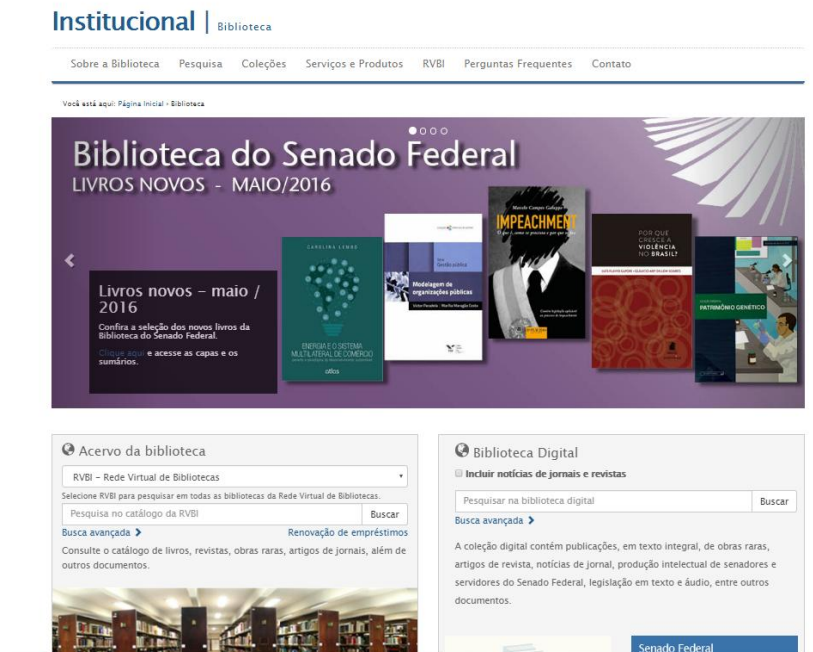 Institucional | Biblioteca
Sobre a Biblioteca Pesquisa Coleções Serviços e Produtos RVBI Perguntas Frequentes Contato
Você está aqui: Página Inicial › Biblioteca
Biblioteca do Senado Federal
LIVROS NOVOS - MAIO/2016
Livros novos – maio /
2016
Confira a seleção dos novos livros da
Biblioteca do Senado Federal.
Clique aqui e acesse as capas e os
sumários.
CAROLINA LEMBO
ENERGIA E O SISTEMA
MULTILATERAL DE COMÉRCIO
atlas
Modelagem de
organizações públicas
Marcelo Campos Galuppo
IMPEACHMENT
POR QUE
CRESCE A
VIOLÊNCIA
NO BRASIL?
PATRIMÔNIO GENÉTICO
Acervo da biblioteca
RVBI – Rede Virtual de Bibliotecas
Selecione RVBI para pesquisar em todas as bibliotecas da Rede Virtual de Bibliotecas.
Pesquisa no catálogo da RVBI Buscar
Busca avançada Renovação de empréstimos
Consulte o catálogo de livros, revistas, obras raras, artigos de jornais, além de
outros documentos.
Biblioteca Digital
Incluir notícias de jornais e revistas
Pesquisar na biblioteca digital Buscar
Busca avançada
A coleção digital contém publicações, em texto integral, de obras raras,
artigos de revista, notícias de jornal, produção intelectual de senadores e
servidores do Senado Federal, legislação em texto e áudio, entre outros
documentos.
Senado Federal